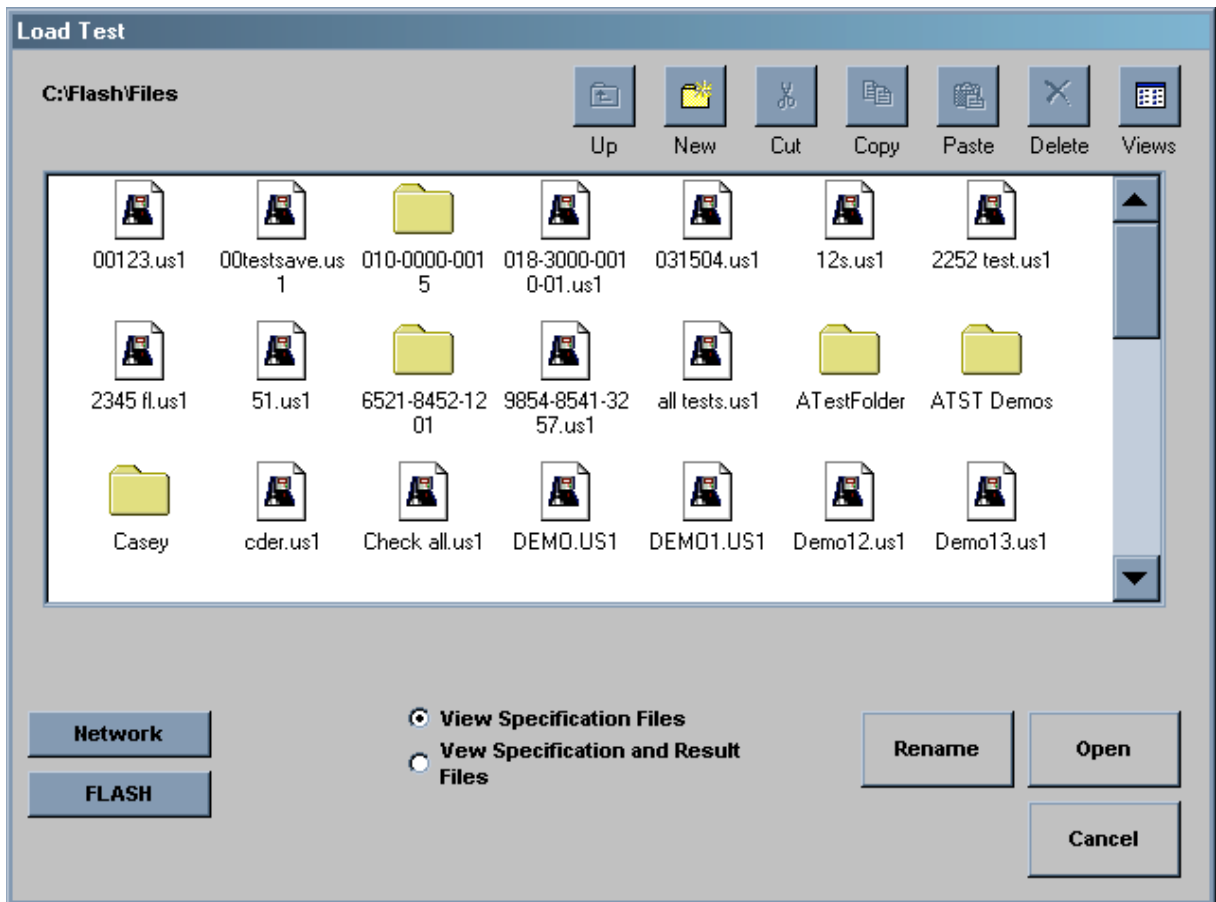 Load Test
C:\Flash\Files
Up New Cut Copy Paste Delete Views
00123.us1 00testsave.us 010-0000-001 018-3000-001 031504.us1 12s.us1 2252 test.us1
1 5 0-01.us1
2345 fl.us1 51.us1 6521-8452-12 9854-8541-32 all tests.us1 ATestFolder ATST Demos
01 57.us1
Casey cder.us1 Check all.us1 DEMO.US1 DEMO1.US1 Demo12.us1 Demo13.us1
Network
FLASH
View Specification Files
Vew Specification and Result
Files
Rename
Open
Cancel